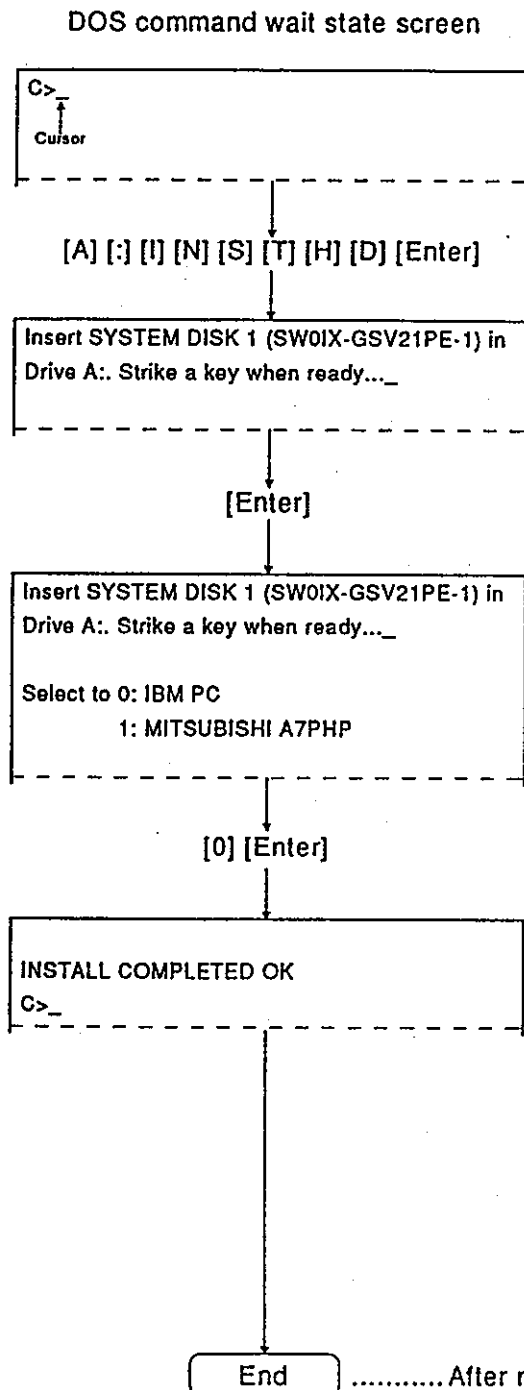 DOS command wait state screen
C>_
Cursor
[A] [:] [I] [N] [S] [T] [H] [D] [Enter]
Insert SYSTEM DISK 1 (SW0IX-GSV21PE-1) in
Drive A:. Strike a key when ready..._
[Enter]
Insert SYSTEM DISK 1 (SW0IX-GSV21PE-1) in
Drive A:. Strike a key when ready..._
Select to 0: IBM PC
1: MITSUBISHI A7PHP
[0] [Enter]
INSTALL COMPLETED OK
C>_
End ........... After